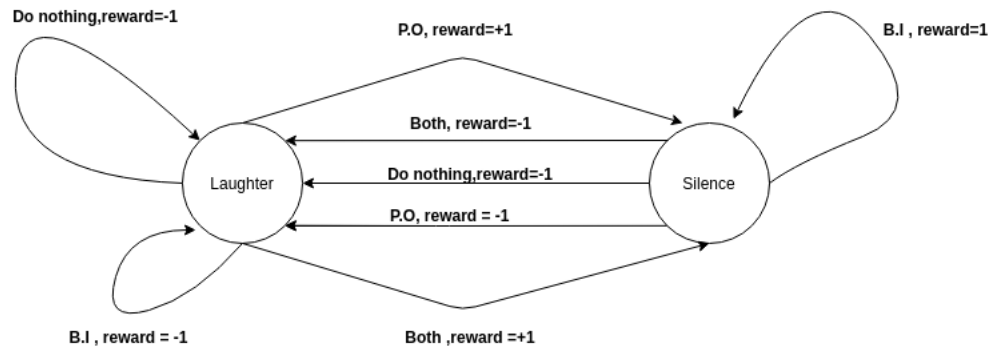 Do nothing,reward=-1
P.O, reward=+1
B.I , reward=1
Both, reward=-1
Laughter
Do nothing,reward=-1
Silence
P.O, reward = -1
B.I , reward = -1
Both ,reward =+1